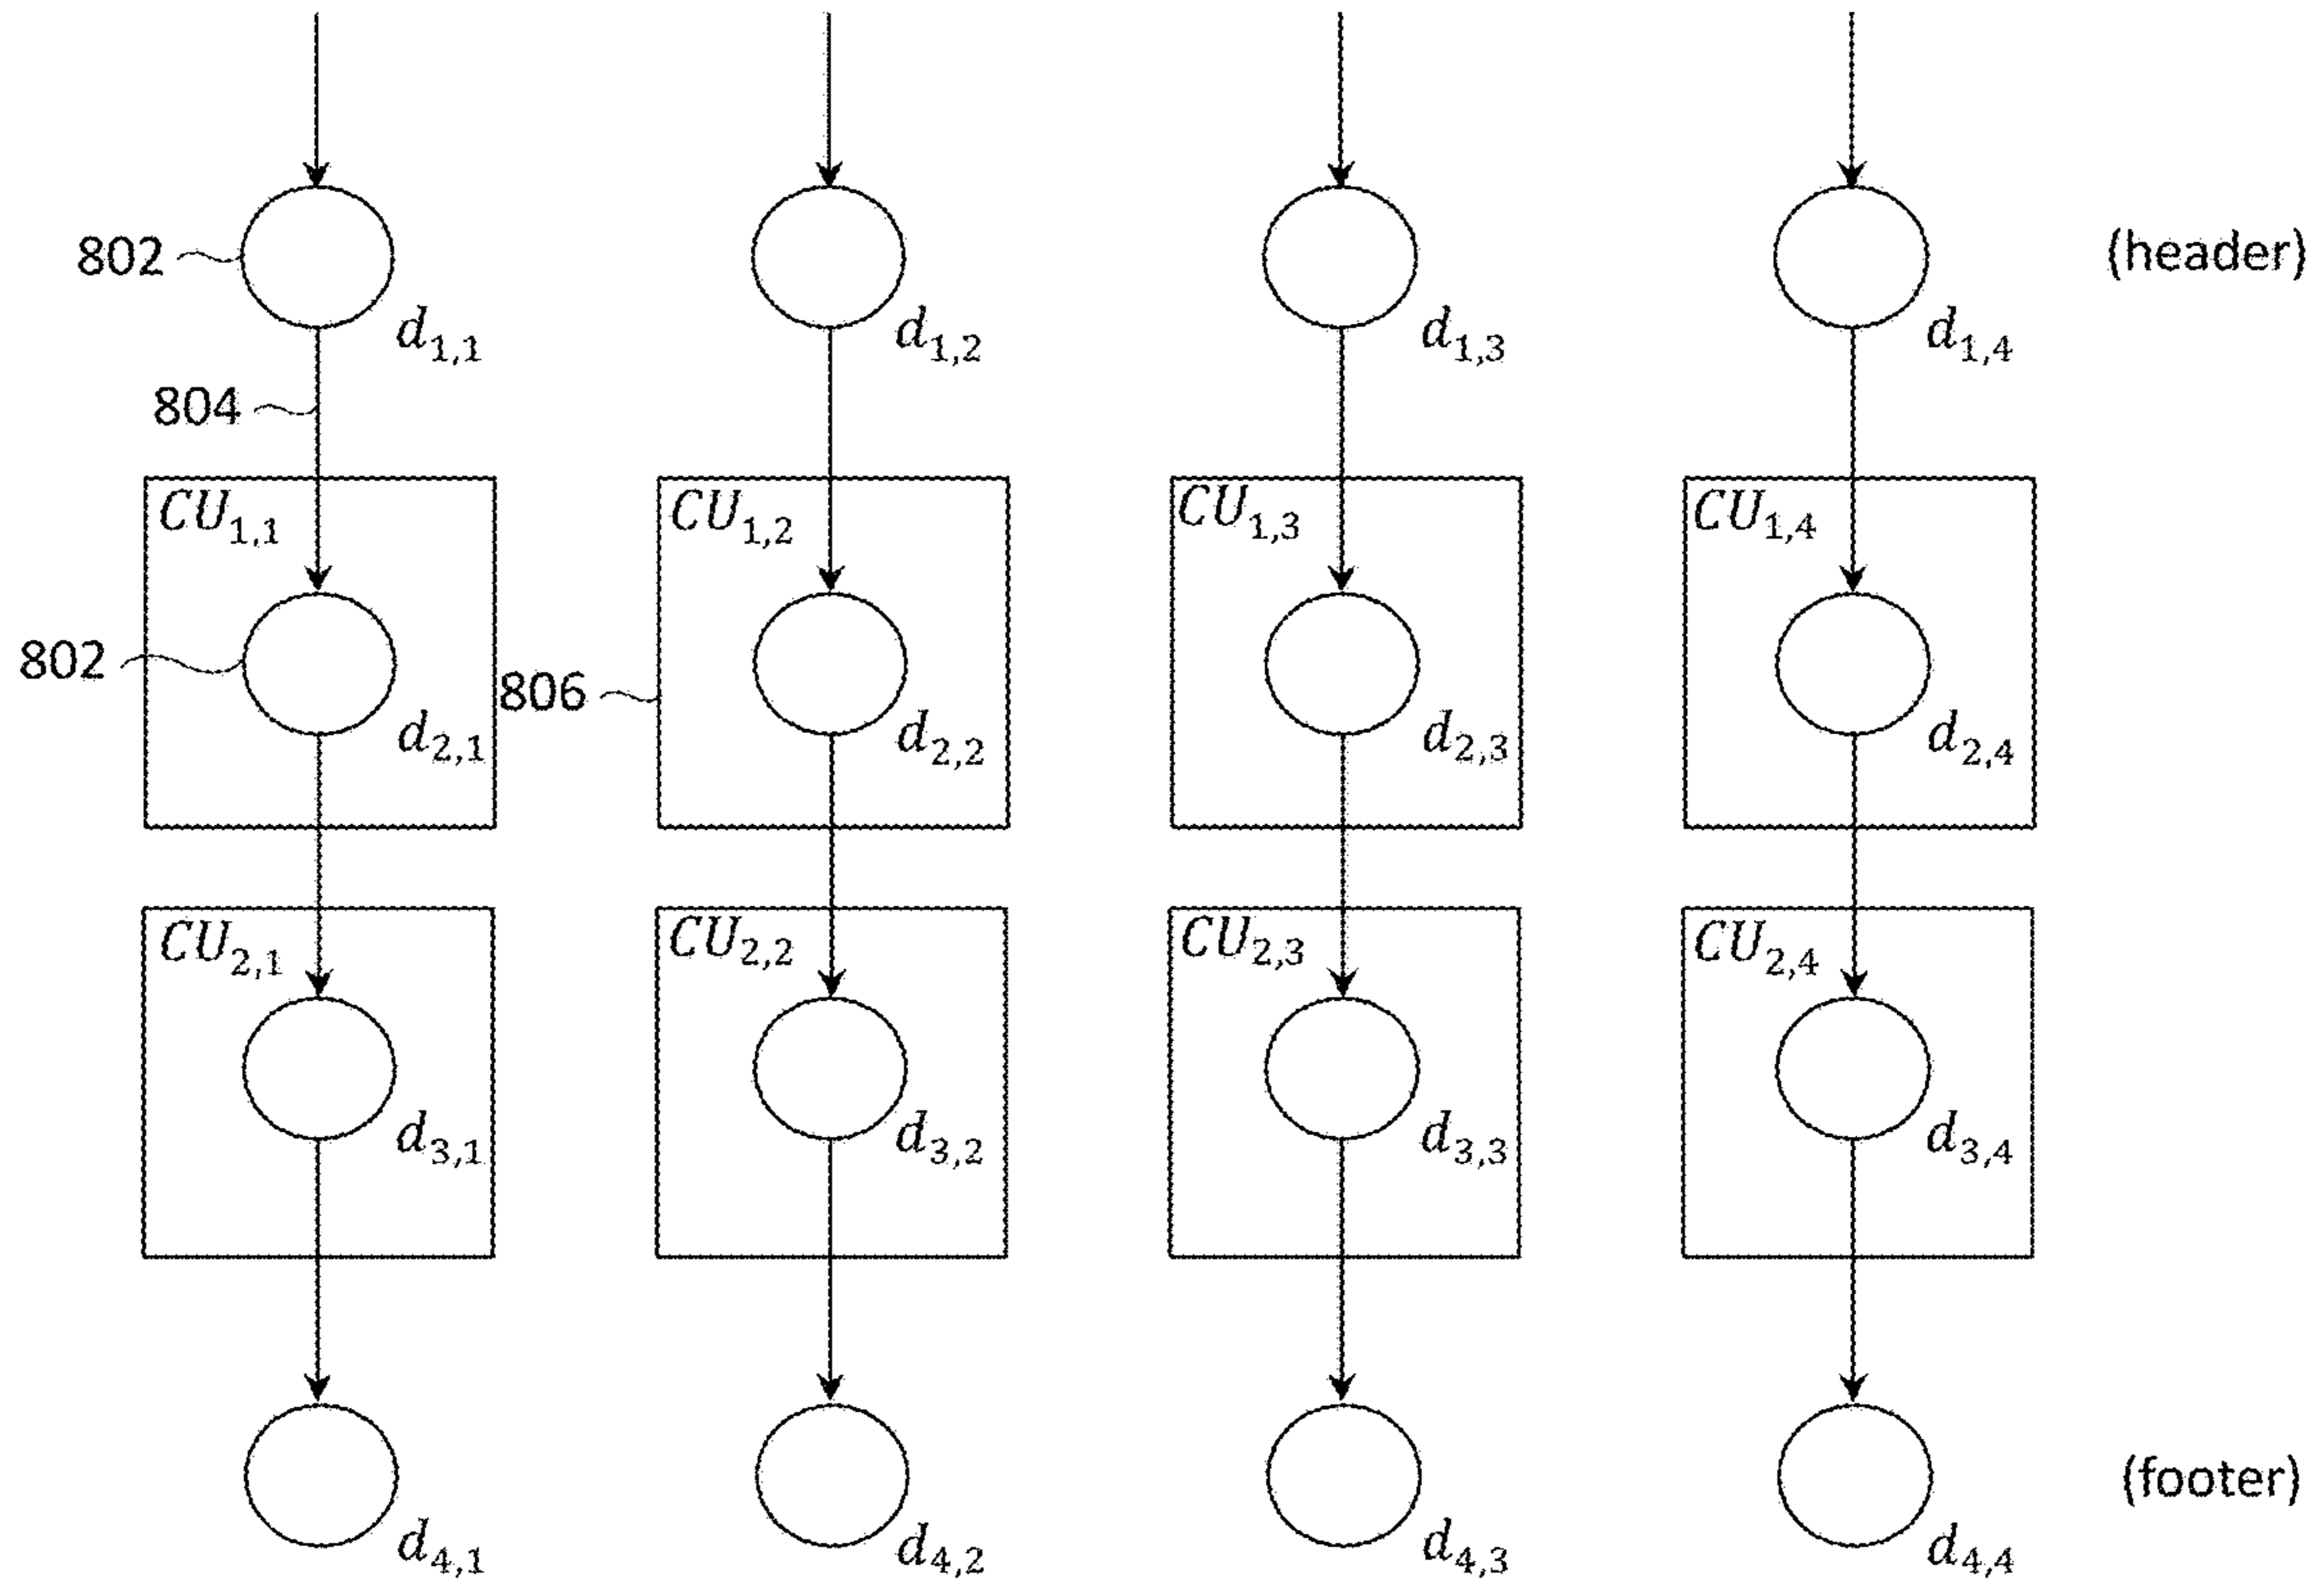 802 (header)
d1,1 d1,2 d1,3 d1,4
804
CU1,1 CU1,2 CU1,3 CU1,4
802 806
d2,1 d2,2 d2,3 d2,4
CU2,1 CU2,2 CU2,3 CU2,4
d3,1 d3,2 d3,3 d3,4
(footer)
d4,1 d4,2 d4,3 d4,4